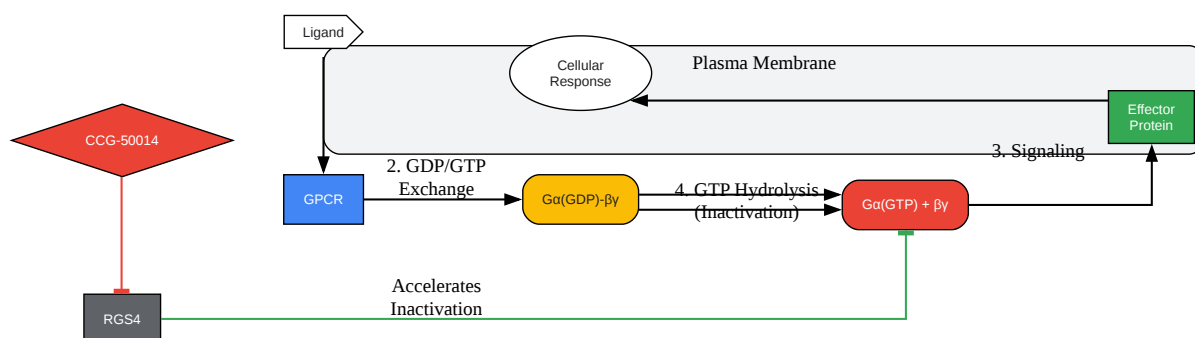 Ligand
Cellular
Response
Plasma Membrane
Effector
Protein
CCG-50014
3. Signaling
2. GDP/GTP
Exchange
GPCR
Gα(GDP)-βγ
4. GTP Hydrolysis
(Inactivation)
Gα(GTP) + βγ
Accelerates
Inactivation
RGS4